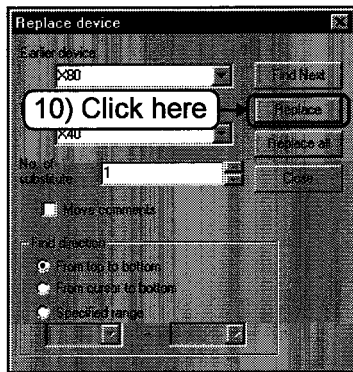 Replace device
Earlier device
X80
Find Next
10) Click here
Replace
X40
Replace all
No. of
substitute
1
Close
Move comments
Find direction
From top to bottom
From cursor to bottom
Specified range